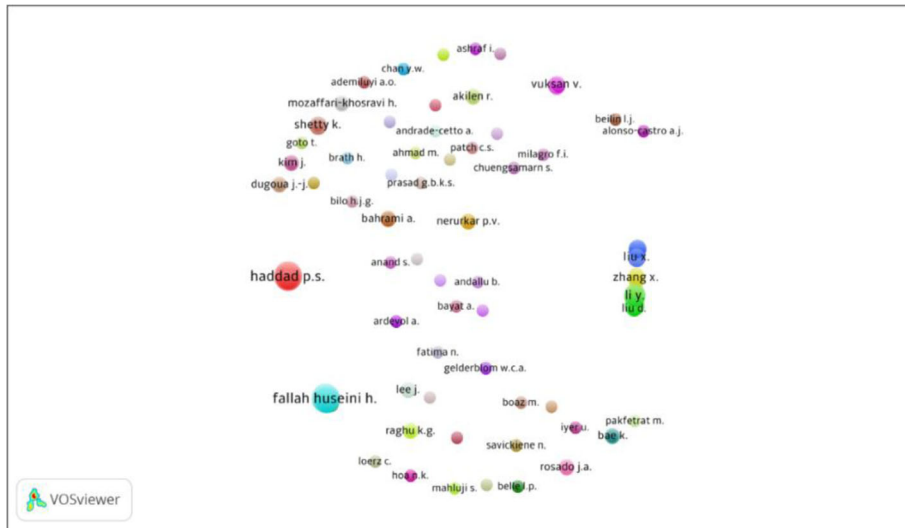 ashraf i.
chan y.w.
ademiluyi a.o.
vuksan v.
mozaffari-khosravi h.
akilen r.
beilin l.j.
shetty k.
andrade-cetto a.
alonso-castro a.j.
goto t.
patch c.s.
kim j.
brath h.
ahmad m.
milagro f.i.
chuengsamarn s.
dugoua j.-j.
prasad g.b.k.s.
bilo h.j.g.
bahrami a.
nerurkar p.v.
liu x.
anand s.
haddad p.s.
zhang x.
andallu b.
li y.
bayat a.
liu d.
ardevol a.
fatima n.
gelderblom w.c.a.
lee j.
fallah huseini h.
boaz m.
pakfetrat m.
raghu k.g.
iyer u.
bae k.
savickiene n.
loerz c.
rosado j.a.
hoa n.k.
mahluji s.
belle l.p.
VOSviewer